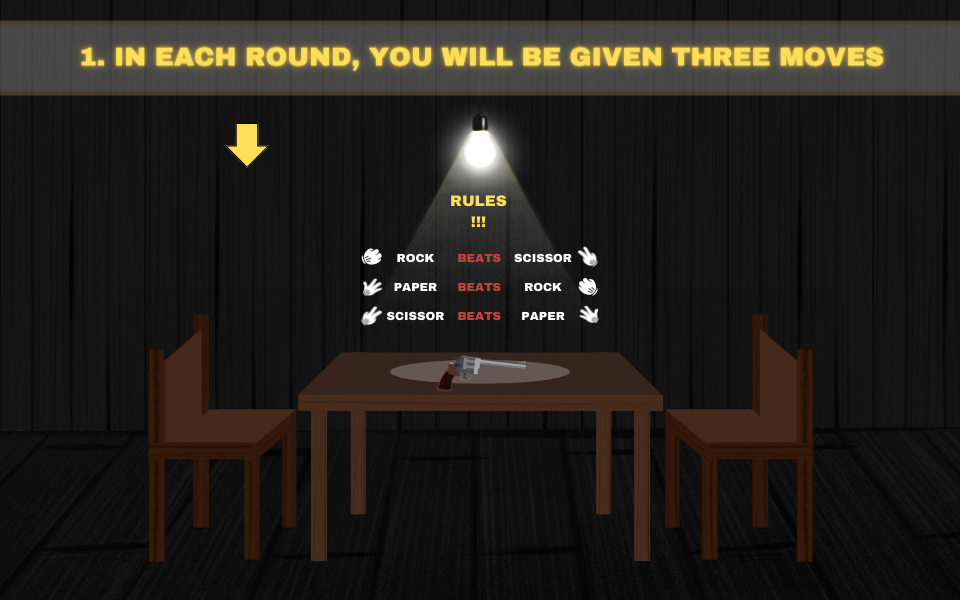 1. IN EACH ROUND, YOU WILL BE GIVEN THREE MOVES
RULES
!!!
ROCK BEATS SCISSOR
PAPER BEATS ROCK
SCISSOR BEATS PAPER